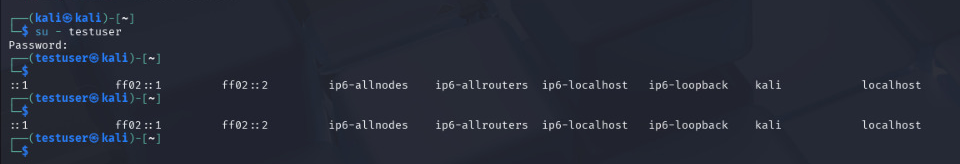 ┌──(kali㉿kali)-[~]
└─$ su - testuser
Password:
┌──(testuser㉿kali)-[~]
└─$
::1 ff02::1 ff02::2 ip6-allnodes ip6-allrouters ip6-localhost ip6-loopback kali localhost
┌──(testuser㉿kali)-[~]
└─$
::1 ff02::1 ff02::2 ip6-allnodes ip6-allrouters ip6-localhost ip6-loopback kali localhost
┌──(testuser㉿kali)-[~]
└─$